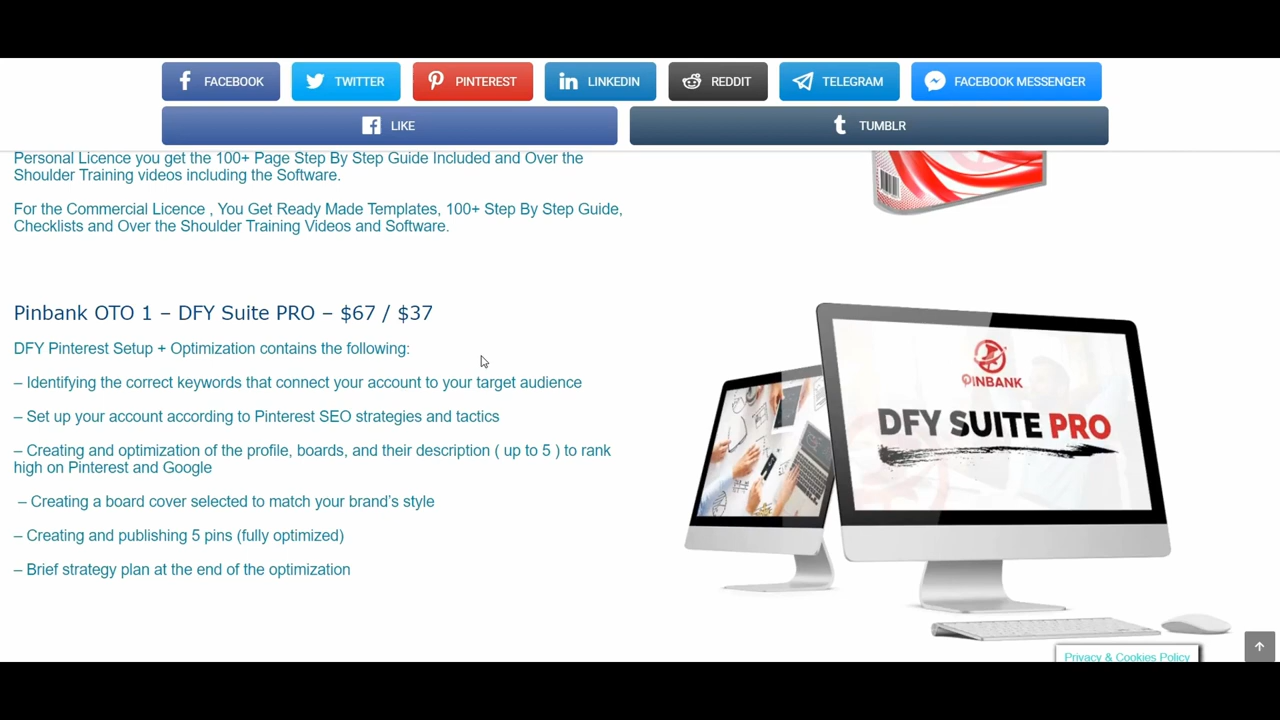 FACEBOOK
TWITTER
PINTEREST
LINKEDIN
REDDIT
TELEGRAM
FACEBOOK MESSENGER
LIKE
TUMBLR
Personal Licence you get the 100+ Page Step By Step Guide Included and Over the
Shoulder Training videos including the Software.
For the Commercial Licence , You Get Ready Made Templates, 100+ Step By Step Guide,
Checklists and Over the Shoulder Training Videos and Software.
Pinbank OTO 1 – DFY Suite PRO – $67 / $37
DFY Pinterest Setup + Optimization contains the following:
– Identifying the correct keywords that connect your account to your target audience
– Set up your account according to Pinterest SEO strategies and tactics
– Creating and optimization of the profile, boards, and their description ( up to 5 ) to rank
high on Pinterest and Google
– Creating a board cover selected to match your brand's style
– Creating and publishing 5 pins (fully optimized)
– Brief strategy plan at the end of the optimization
PINBANK
DFY SUITE PRO
Privacy & Cookies Policy